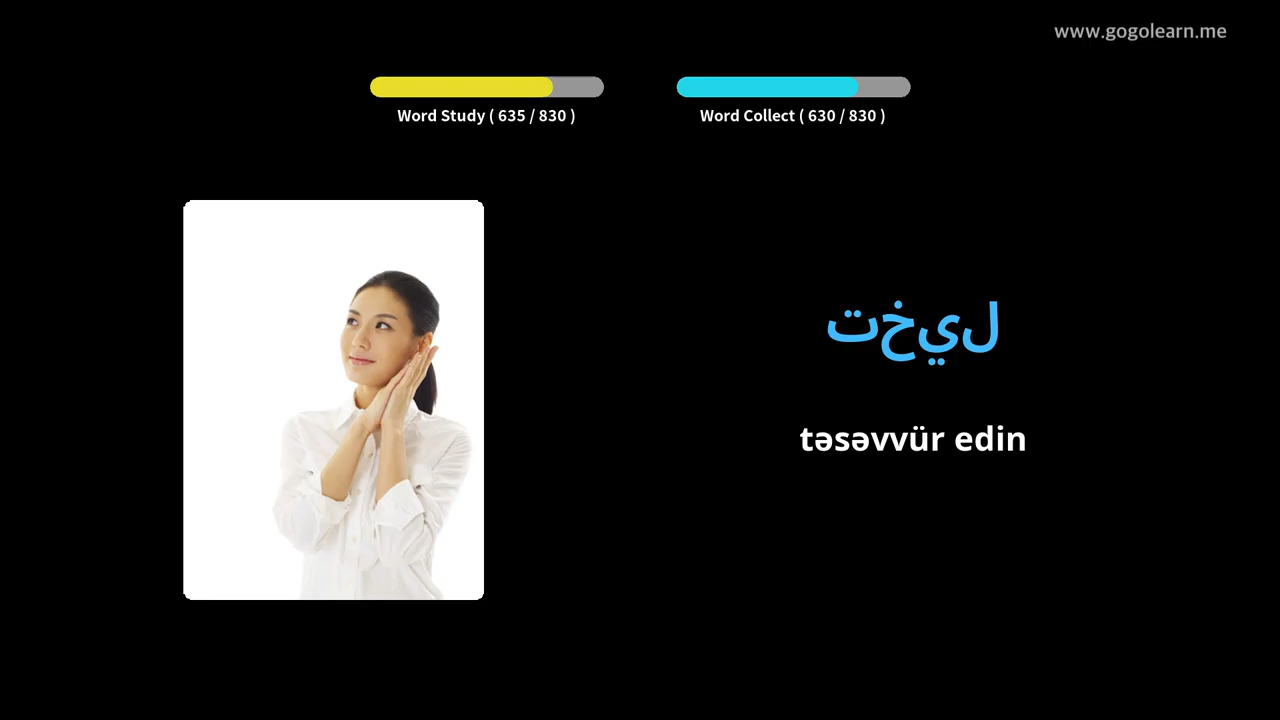 www.gogolearn.me
Word Study ( 635 / 830 )
Word Collect ( 630 / 830 )
تخيل
təsəvvür edin